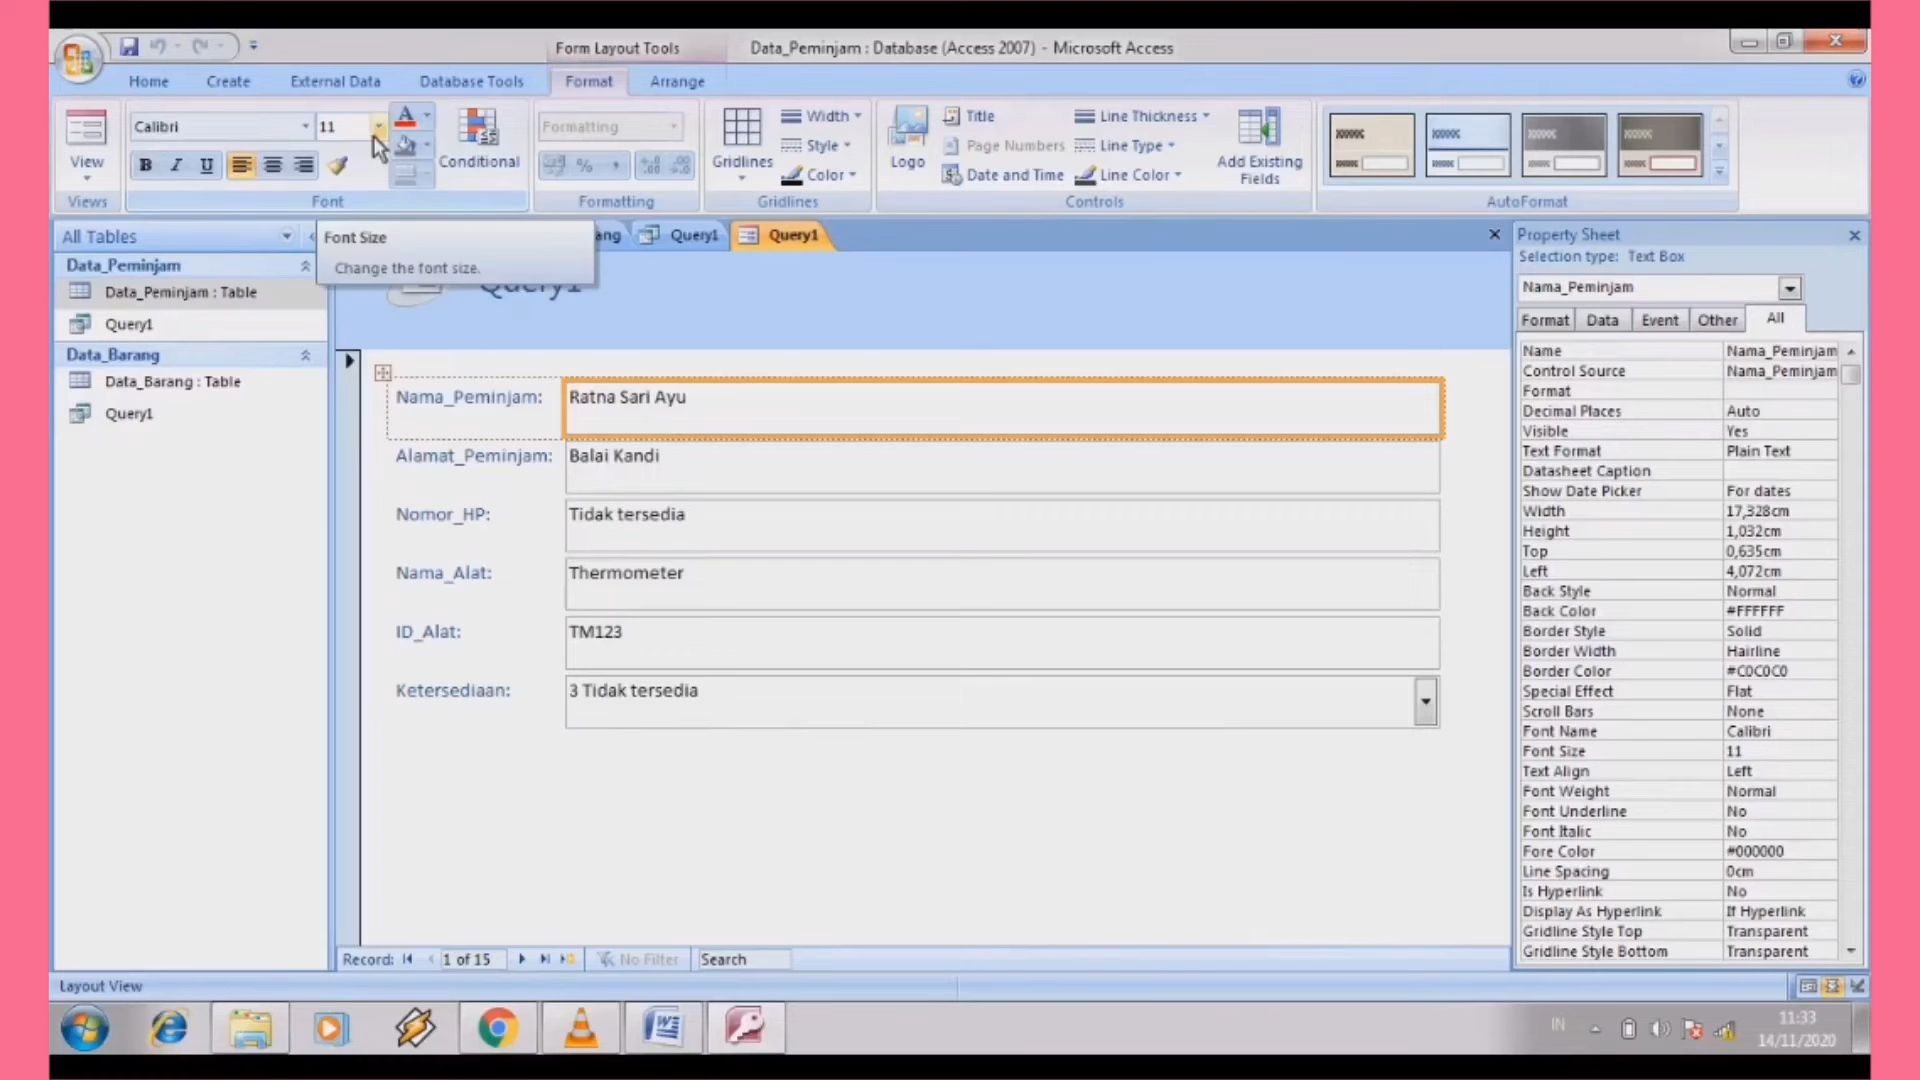 Form Layout Tools
Data_Peminjam : Database (Access 2007) - Microsoft Access
Home
Create
External Data
Database Tools
Format
Arrange
View
Views
Calibri
11
A
B I U
Conditional
Font
Formatting
%
Formatting
Gridlines
Width
Style
Color
Gridlines
Logo
Title
Page Numbers
Date and Time
Line Thickness
Line Type
Line Color
Add Existing
Fields
Controls
AutoFormat
All Tables
Data_Peminjam
Data_Peminjam : Table
Query1
Data_Barang
Data_Barang : Table
Query1
Font Size
Change the font size.
ang
Query1
Query1
Query1
Nama_Peminjam:
Ratna Sari Ayu
Alamat_Peminjam:
Balai Kandi
Nomor_HP:
Tidak tersedia
Nama_Alat:
Thermometer
ID_Alat:
TM123
Ketersediaan:
3 Tidak tersedia
Record:
1 of 15
No Filter
Search
Property Sheet
Selection type: Text Box
Nama_Peminjam
Format
Data
Event
Other
All
Name Nama_Peminjam
Control Source Nama_Peminjam
Format
Decimal Places Auto
Visible Yes
Text Format Plain Text
Datasheet Caption
Show Date Picker For dates
Width 17,328cm
Height 1,032cm
Top 0,635cm
Left 4,072cm
Back Style Normal
Back Color #FFFFFF
Border Style Solid
Border Width Hairline
Border Color #C0C0C0
Special Effect Flat
Scroll Bars None
Font Name Calibri
Font Size 11
Text Align Left
Font Weight Normal
Font Underline No
Font Italic No
Fore Color #000000
Line Spacing 0cm
Is Hyperlink No
Display As Hyperlink If Hyperlink
Gridline Style Top Transparent
Gridline Style Bottom Transparent
Layout View
IN
11:33
14/11/2020